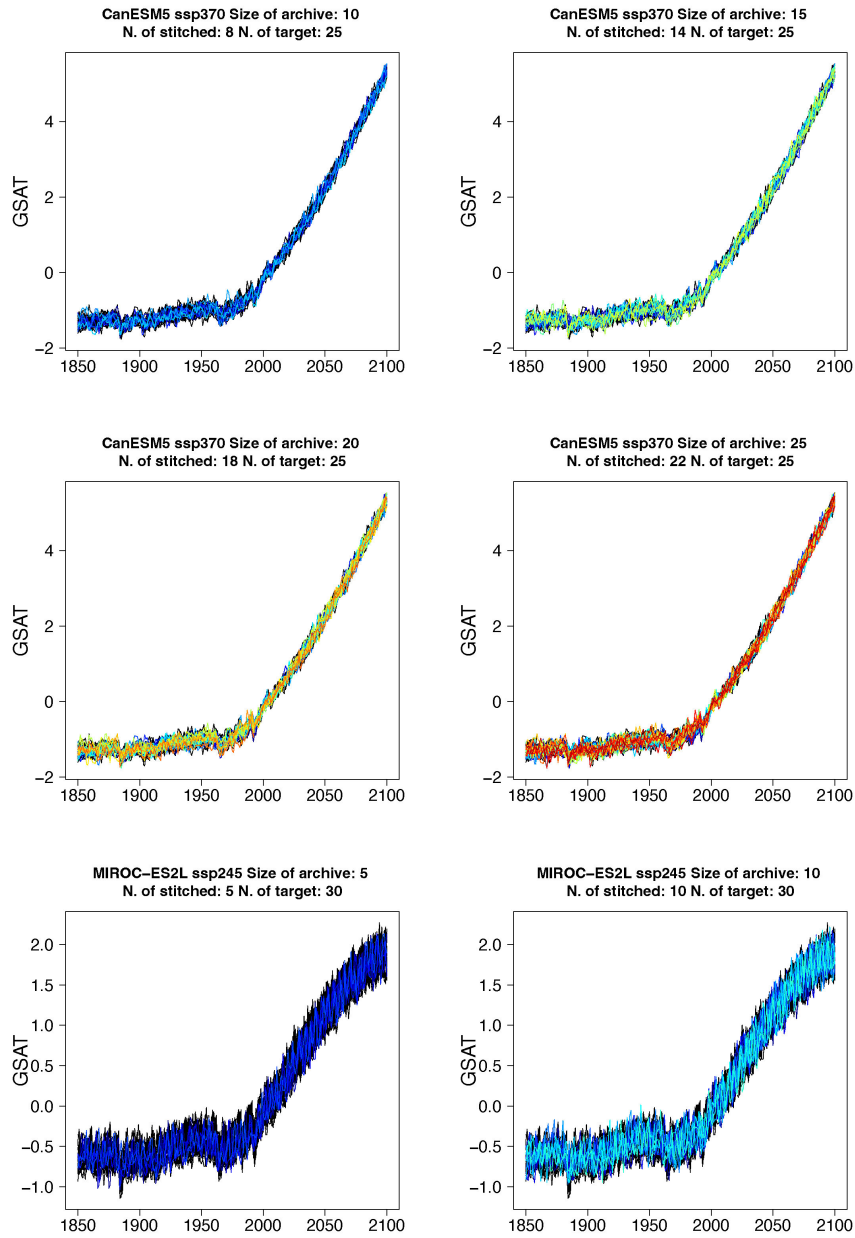 CanESM5 ssp370 Size of archive: 10
N. of stitched: 8 N. of target: 25
GSAT
4
2
0
−2
1850 1900 1950 2000 2050 2100
CanESM5 ssp370 Size of archive: 15
N. of stitched: 14 N. of target: 25
GSAT
4
2
0
−2
1850 1900 1950 2000 2050 2100
CanESM5 ssp370 Size of archive: 20
N. of stitched: 18 N. of target: 25
GSAT
4
2
0
−2
1850 1900 1950 2000 2050 2100
CanESM5 ssp370 Size of archive: 25
N. of stitched: 22 N. of target: 25
GSAT
4
2
0
−2
1850 1900 1950 2000 2050 2100
MIROC−ES2L ssp245 Size of archive: 5
N. of stitched: 5 N. of target: 30
GSAT
2.0
1.5
1.0
0.5
0.0
−0.5
−1.0
1850 1900 1950 2000 2050 2100
MIROC−ES2L ssp245 Size of archive: 10
N. of stitched: 10 N. of target: 30
GSAT
2.0
1.5
1.0
0.5
0.0
−0.5
−1.0
1850 1900 1950 2000 2050 2100